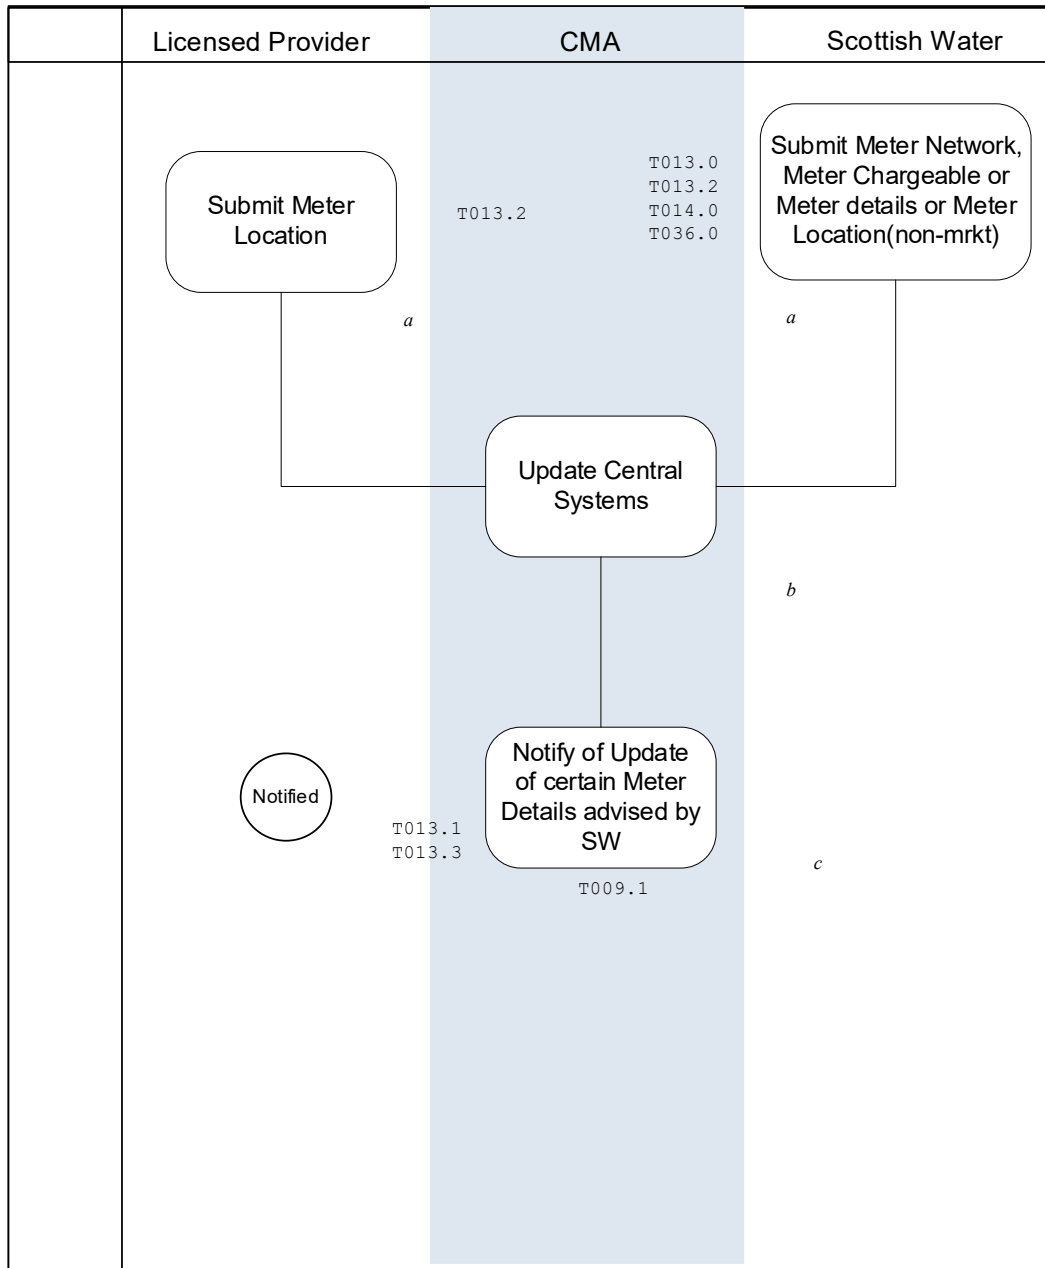 Licensed Provider
CMA
Scottish Water
Submit Meter
Location
T013.2
T013.0
T013.2
T014.0
T036.0
Submit Meter Network,
Meter Chargeable or
Meter details or Meter
Location(non-mrkt)
a
a
Update Central
Systems
b
Notified
T013.1
T013.3
Notify of Update
of certain Meter
Details advised by
SW
T009.1
c